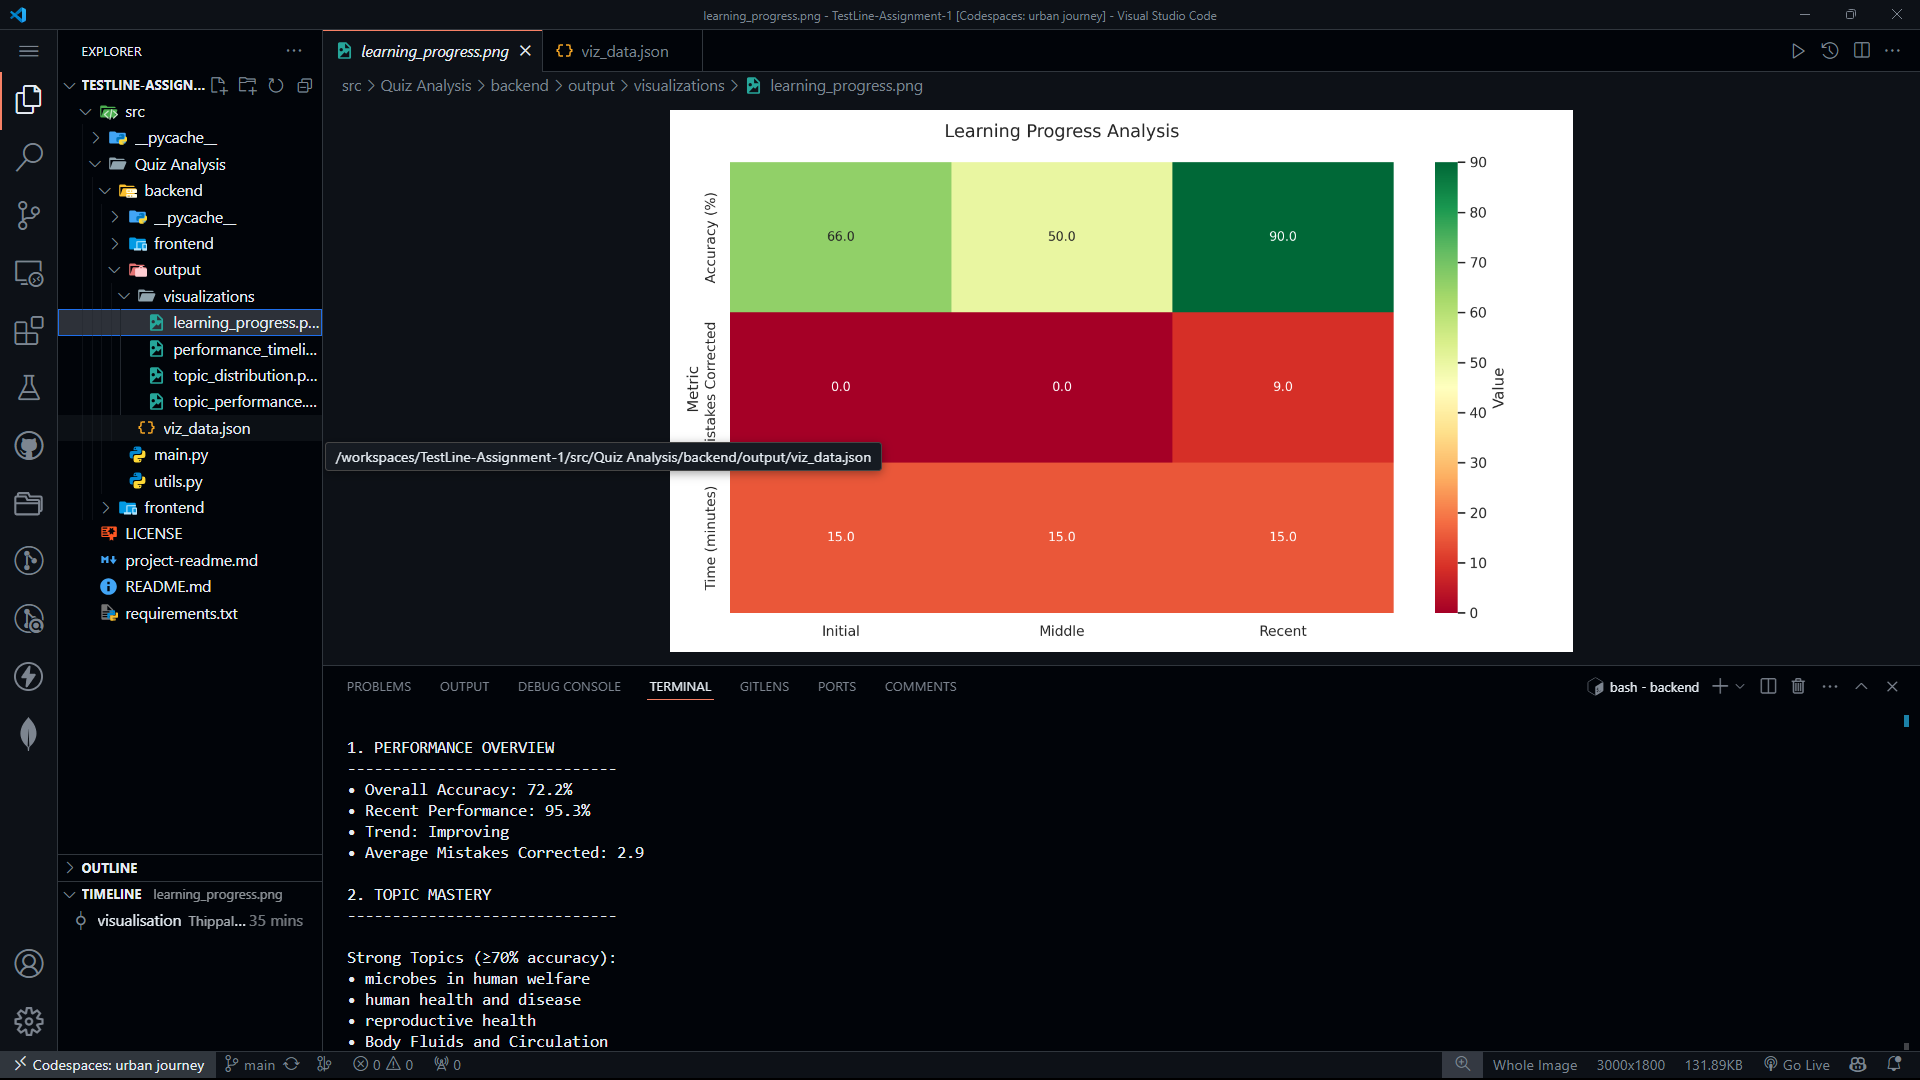 learning_progress.png - TestLine-Assignment-1 [Codespaces: urban journey] - Visual Studio Code
EXPLORER
TESTLINE-ASSIGN...
src
__pycache__
Quiz Analysis
backend
__pycache__
frontend
output
visualizations
learning_progress.p...
performance_timeli...
topic_distribution.p...
topic_performance....
viz_data.json
main.py
utils.py
frontend
LICENSE
project-readme.md
README.md
requirements.txt
OUTLINE
TIMELINE learning_progress.png
visualisation Thippal... 35 mins
learning_progress.png
viz_data.json
src > Quiz Analysis > backend > output > visualizations > learning_progress.png
Learning Progress Analysis
Metric
Accuracy (%)
66.0 50.0 90.0
istakes Corrected
0.0 0.0 9.0
Time (minutes)
15.0 15.0 15.0
Initial Middle Recent
90
80
70
60
50
40
30
20
10
0
Value
/workspaces/TestLine-Assignment-1/src/Quiz Analysis/backend/output/viz_data.json
PROBLEMS OUTPUT DEBUG CONSOLE TERMINAL GITLENS PORTS COMMENTS
bash - backend
1. PERFORMANCE OVERVIEW
------------------------------
• Overall Accuracy: 72.2%
• Recent Performance: 95.3%
• Trend: Improving
• Average Mistakes Corrected: 2.9
2. TOPIC MASTERY
------------------------------
Strong Topics (≥70% accuracy):
• microbes in human welfare
• human health and disease
• reproductive health
• Body Fluids and Circulation
Codespaces: urban journey main 0 0 0 Whole Image 3000x1800 131.89KB Go Live